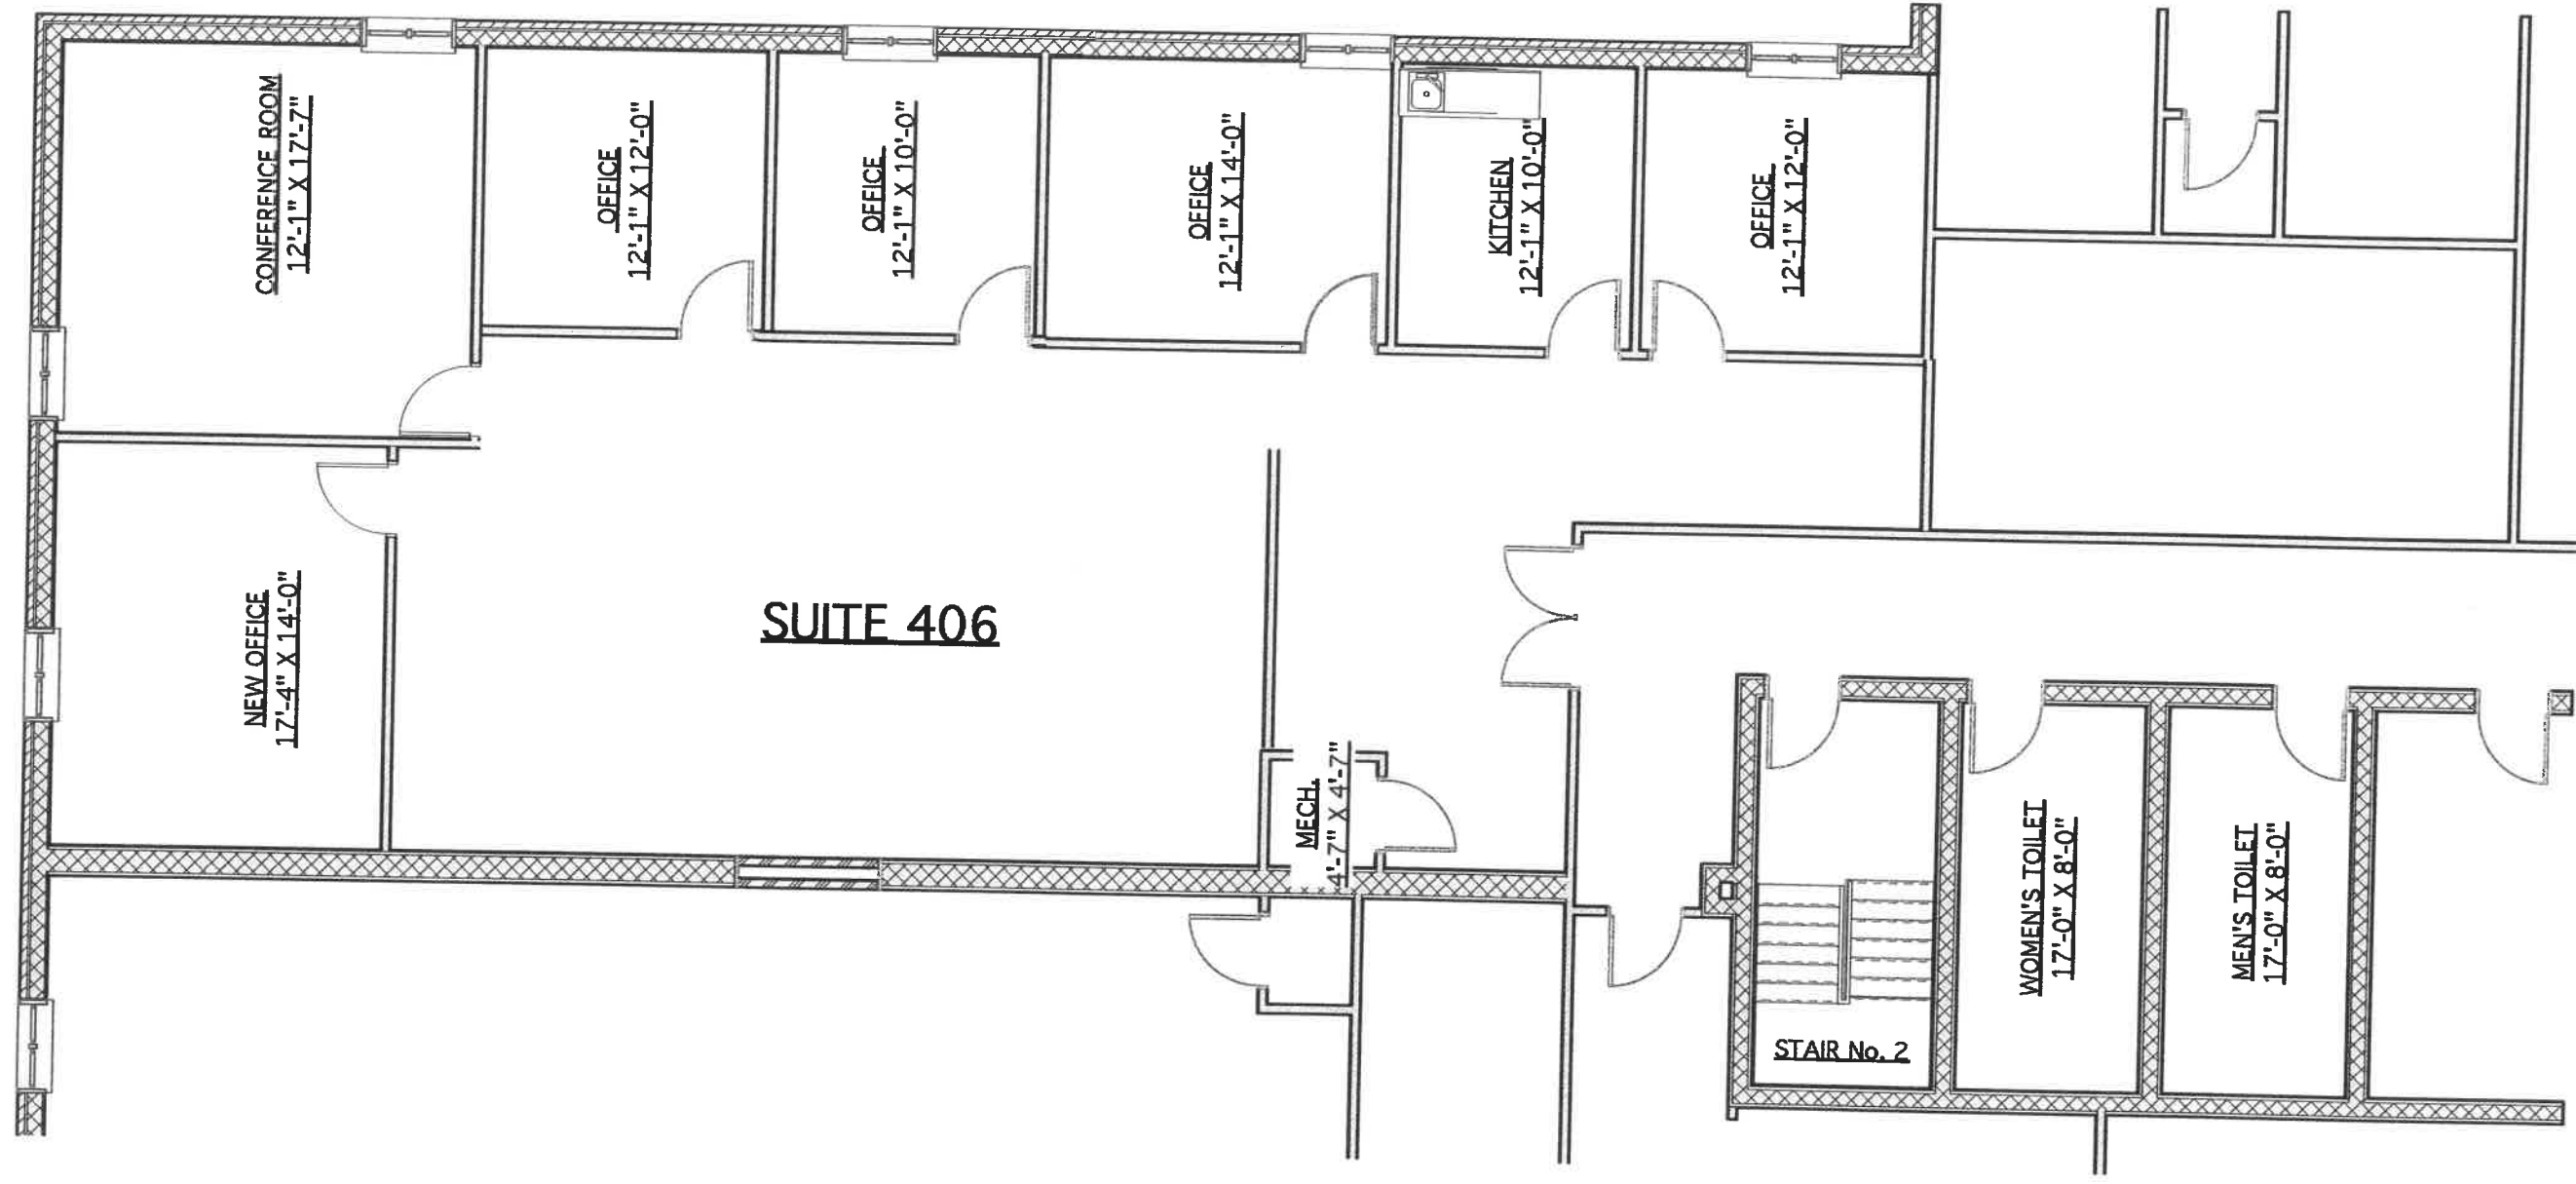 CONFERENCE ROOM
12'-1" X 17'-7"
OFFICE
12'-1" X 12'-0"
OFFICE
12'-1" X 10'-0"
OFFICE
12'-1" X 14'-0"
KITCHEN
12'-1" X 10'-0"
OFFICE
12'-1" X 12'-0"
NEW OFFICE
17'-4" X 14'-0"
SUITE 406
MECH.
4'-7" X 4'-7"
STAIR No. 2
WOMEN'S TOILET
17'-0" X 8'-0"
MEN'S TOILET
17'-0" X 8'-0"